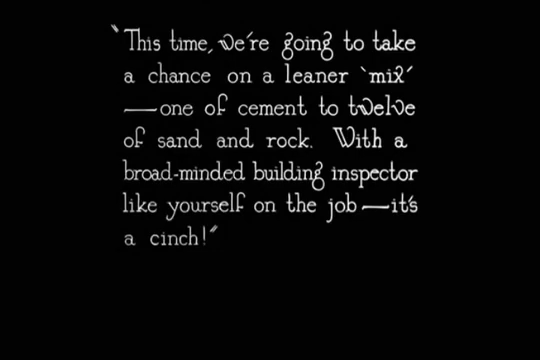 "This time, we're going to take
a chance on a leaner 'mix'
—one of cement to twelve
of sand and rock. With a
broad-minded building inspector
like yourself on the job—it's
a cinch!"